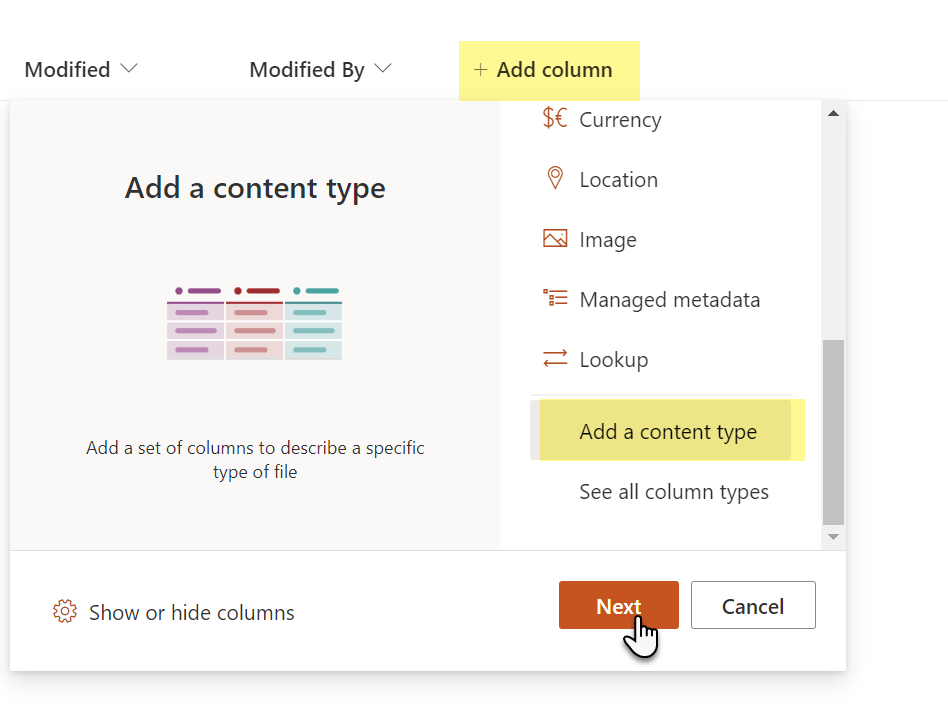 Modified
Modified By
+ Add column
Add a content type
Add a set of columns to describe a specific
type of file
$€ Currency
Location
Image
Managed metadata
Lookup
Add a content type
See all column types
Show or hide columns
Next
Cancel